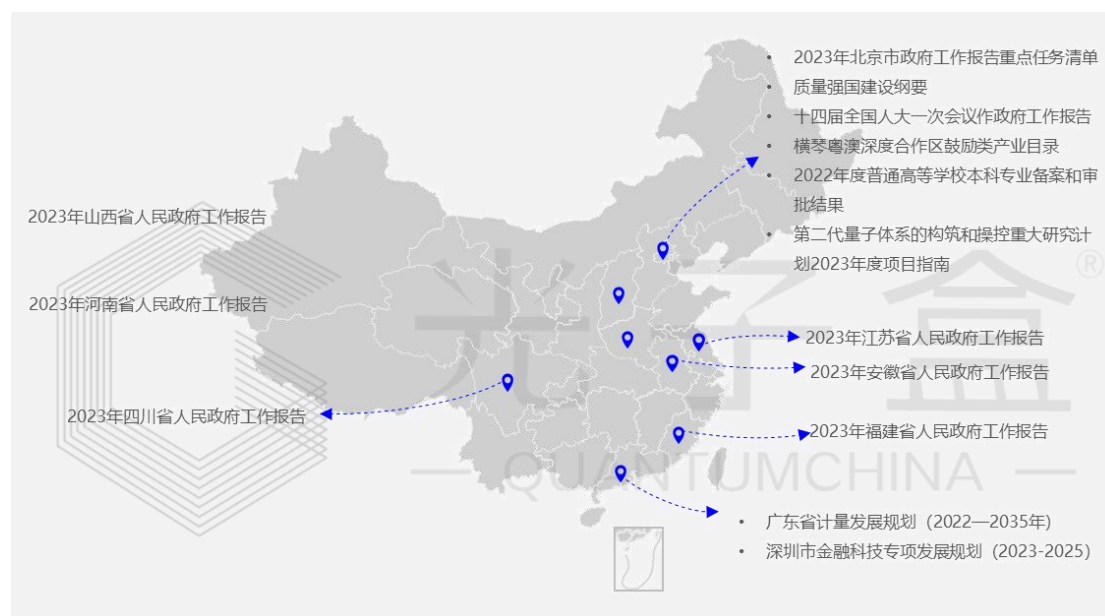 • 2023年北京市政府工作报告重点任务清单
• 质量强国建设纲要
• 十四届全国人大一次会议作政府工作报告
• 横琴粤澳深度合作区鼓励类产业目录
• 2022年度普通高等学校本科专业备案和审
批结果
• 第二代量子体系的构筑和操控重大研究计
划2023年度项目指南
2023年山西省人民政府工作报告
2023年河南省人民政府工作报告
2023年四川省人民政府工作报告
2023年江苏省人民政府工作报告
2023年安徽省人民政府工作报告
2023年福建省人民政府工作报告
• 广东省计量发展规划（2022—2035年）
• 深圳市金融科技专项发展规划（2023-2025）
光子盒®
— QUANTUMCHINA —